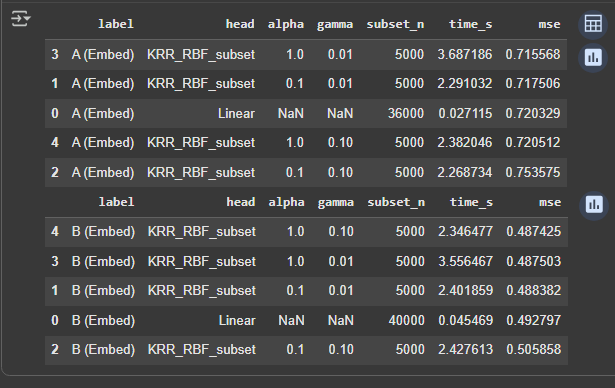 label head alpha gamma subset_n time_s mse
3 A (Embed) KRR_RBF_subset 1.0 0.01 5000 3.687186 0.715568
1 A (Embed) KRR_RBF_subset 0.1 0.01 5000 2.291032 0.717506
0 A (Embed) Linear NaN NaN 36000 0.027115 0.720329
4 A (Embed) KRR_RBF_subset 1.0 0.10 5000 2.382046 0.720512
2 A (Embed) KRR_RBF_subset 0.1 0.10 5000 2.268734 0.753575
label head alpha gamma subset_n time_s mse
4 B (Embed) KRR_RBF_subset 1.0 0.10 5000 2.346477 0.487425
3 B (Embed) KRR_RBF_subset 1.0 0.01 5000 3.556467 0.487503
1 B (Embed) KRR_RBF_subset 0.1 0.01 5000 2.401859 0.488382
0 B (Embed) Linear NaN NaN 40000 0.045469 0.492797
2 B (Embed) KRR_RBF_subset 0.1 0.10 5000 2.427613 0.505858